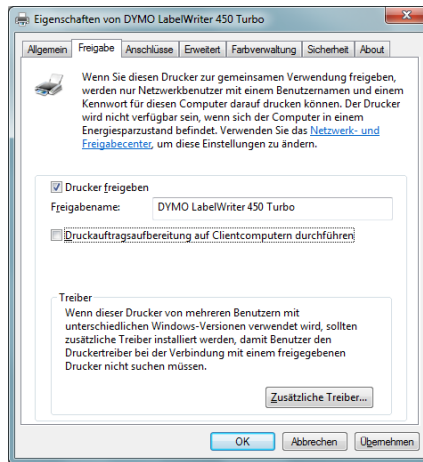 Eigenschaften von DYMO LabelWriter 450 Turbo
Allgemein Freigabe Anschlüsse Erweitert Farbverwaltung Sicherheit About
Wenn Sie diesen Drucker zur gemeinsamen Verwendung freigeben,
werden nur Netzwerkbenutzer mit einem Benutzernamen und einem
Kennwort für diesen Computer darauf drucken können. Der Drucker
wird nicht verfügbar sein, wenn sich der Computer in einem
Energiesparzustand befindet. Verwenden Sie das Netzwerk- und
Freigabecenter, um diese Einstellungen zu ändern.
Drucker freigeben
Freigabename: DYMO LabelWriter 450 Turbo
Druckauftragsaufbereitung auf Clientcomputern durchführen
Treiber
Wenn dieser Drucker von mehreren Benutzern mit
unterschiedlichen Windows-Versionen verwendet wird, sollten
zusätzliche Treiber installiert werden, damit Benutzer den
Druckertreiber bei der Verbindung mit einem freigegebenen
Drucker nicht suchen müssen.
Zusätzliche Treiber...
OK Abbrechen Übernehmen